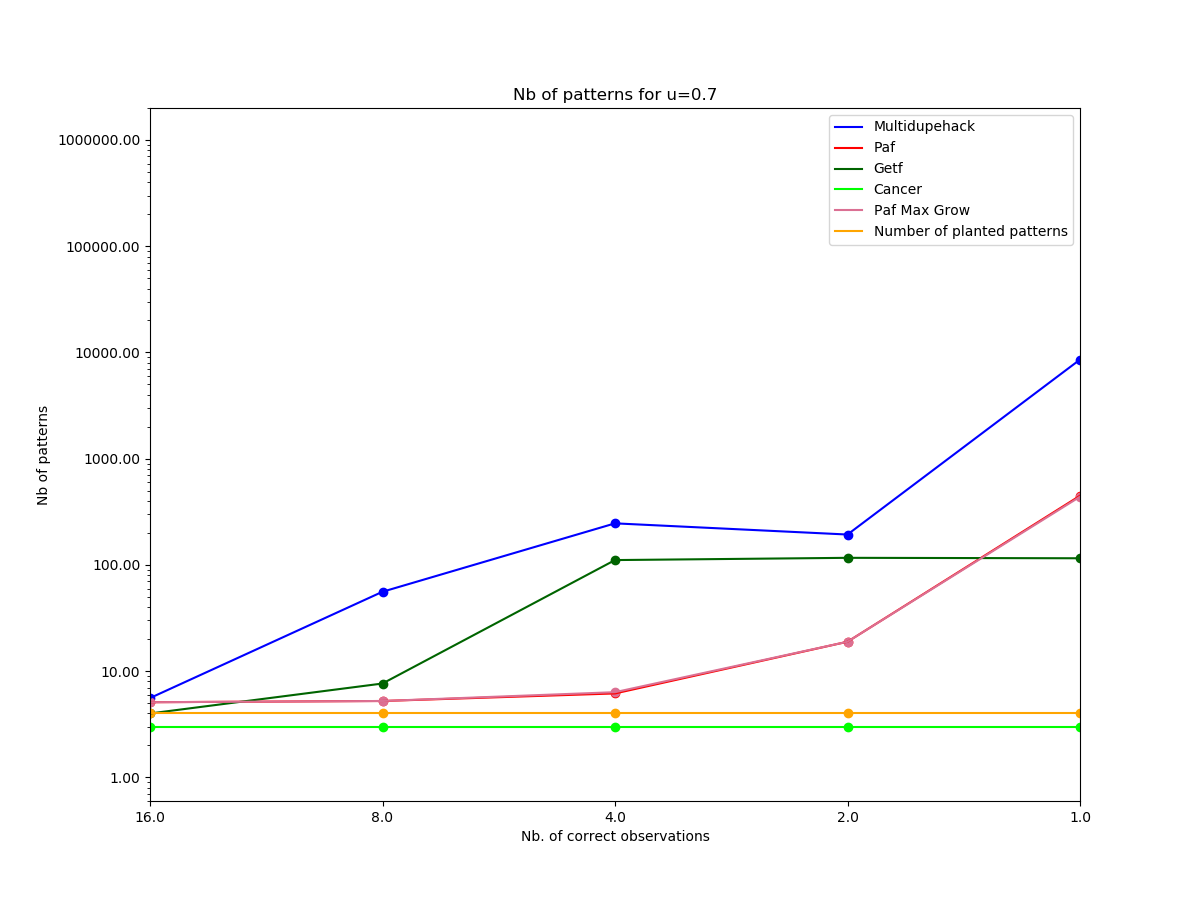 Nb of patterns for u=0.7
Multidupehack
Paf
Getf
Cancer
Paf Max Grow
Number of planted patterns
1000000.00
100000.00
10000.00
1000.00
100.00
10.00
1.00
Nb of patterns
16.0 8.0 4.0 2.0 1.0
Nb. of correct observations